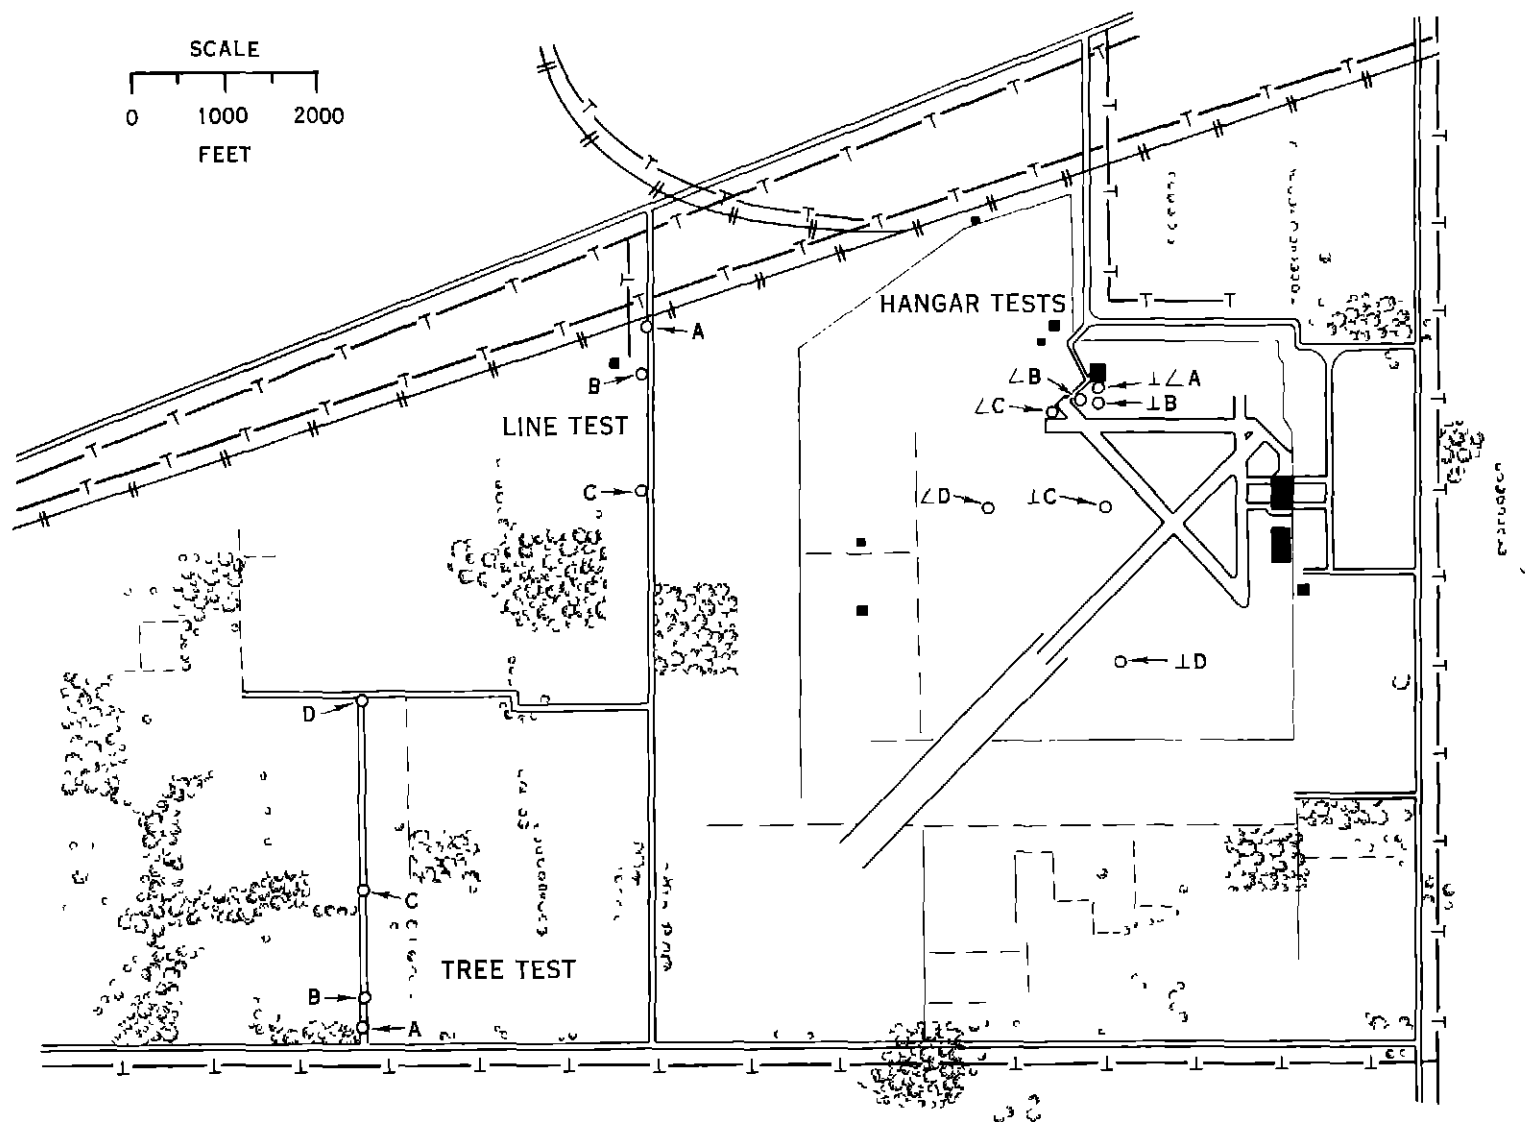 SCALE
0 1000 2000
FEET
HANGAR TESTS
A
B
LINE TEST
C
∠B
⊥∠A
∠C
⊥B
∠D
⊥C
⊥D
D
C
TREE TEST
B
A